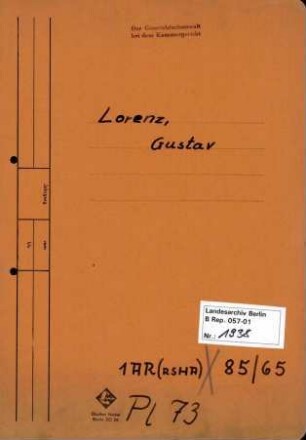 Der Generalstaatsanwalt
bei dem Kammergericht
Lorenz,
Gustav
Landesarchiv Berlin
B Rep. 057-01
Nr.: 1938
1AR(RSHA) 85/65
Pl 73